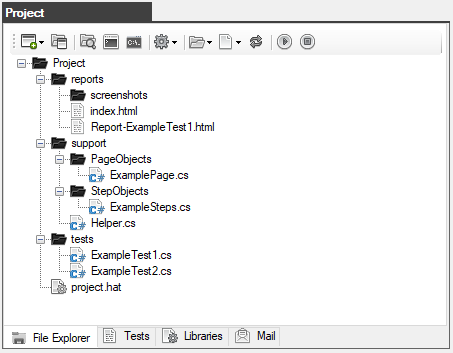 Project
C:\
Project
reports
screenshots
index.html
Report-ExampleTest1.html
support
PageObjects
C# ExamplePage.cs
StepObjects
C# ExampleSteps.cs
C# Helper.cs
tests
C# ExampleTest1.cs
C# ExampleTest2.cs
project.hat
File Explorer Tests Libraries Mail